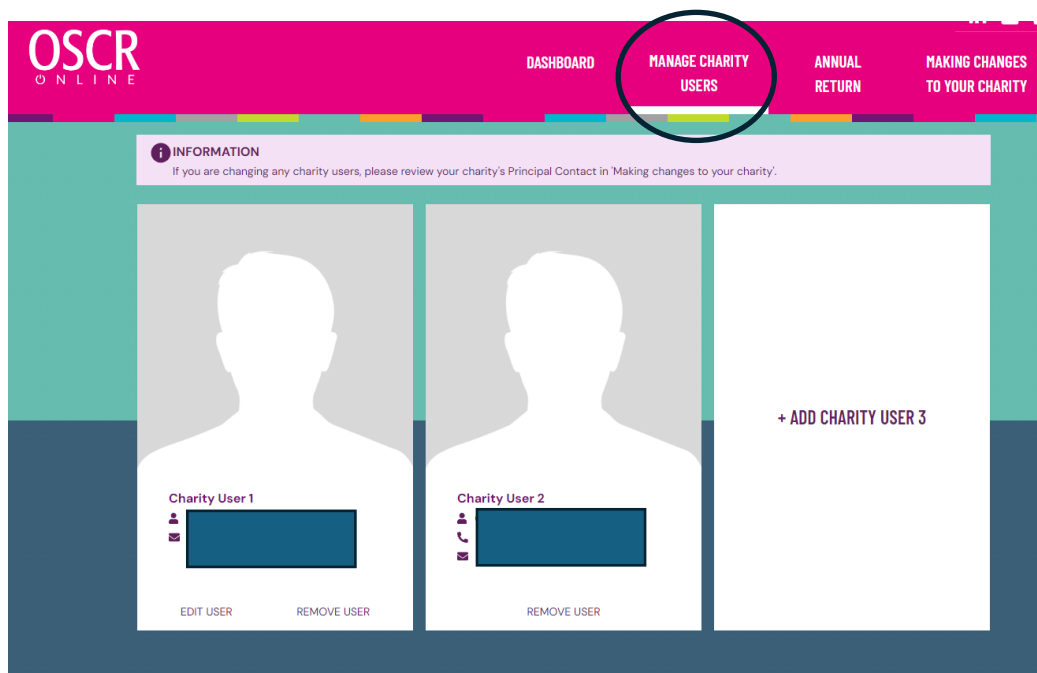 OSCR
ONLINE
DASHBOARD
MANAGE CHARITY
USERS
ANNUAL
RETURN
MAKING CHANGES
TO YOUR CHARITY
INFORMATION
If you are changing any charity users, please review your charity's Principal Contact in 'Making changes to your charity'.
Charity User 1
EDIT USER
REMOVE USER
Charity User 2
REMOVE USER
+ ADD CHARITY USER 3